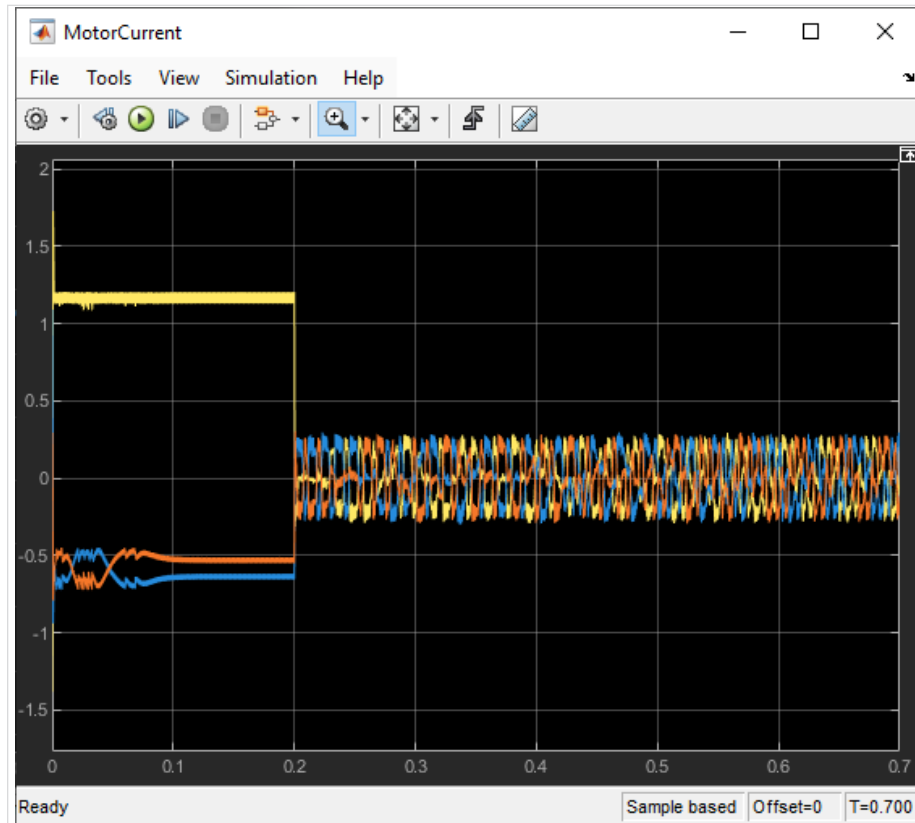 MotorCurrent
File Tools View Simulation Help
2
1.5
1
0.5
0
-0.5
-1
-1.5
0 0.1 0.2 0.3 0.4 0.5 0.6 0.7
Ready Sample based Offset=0 T=0.700